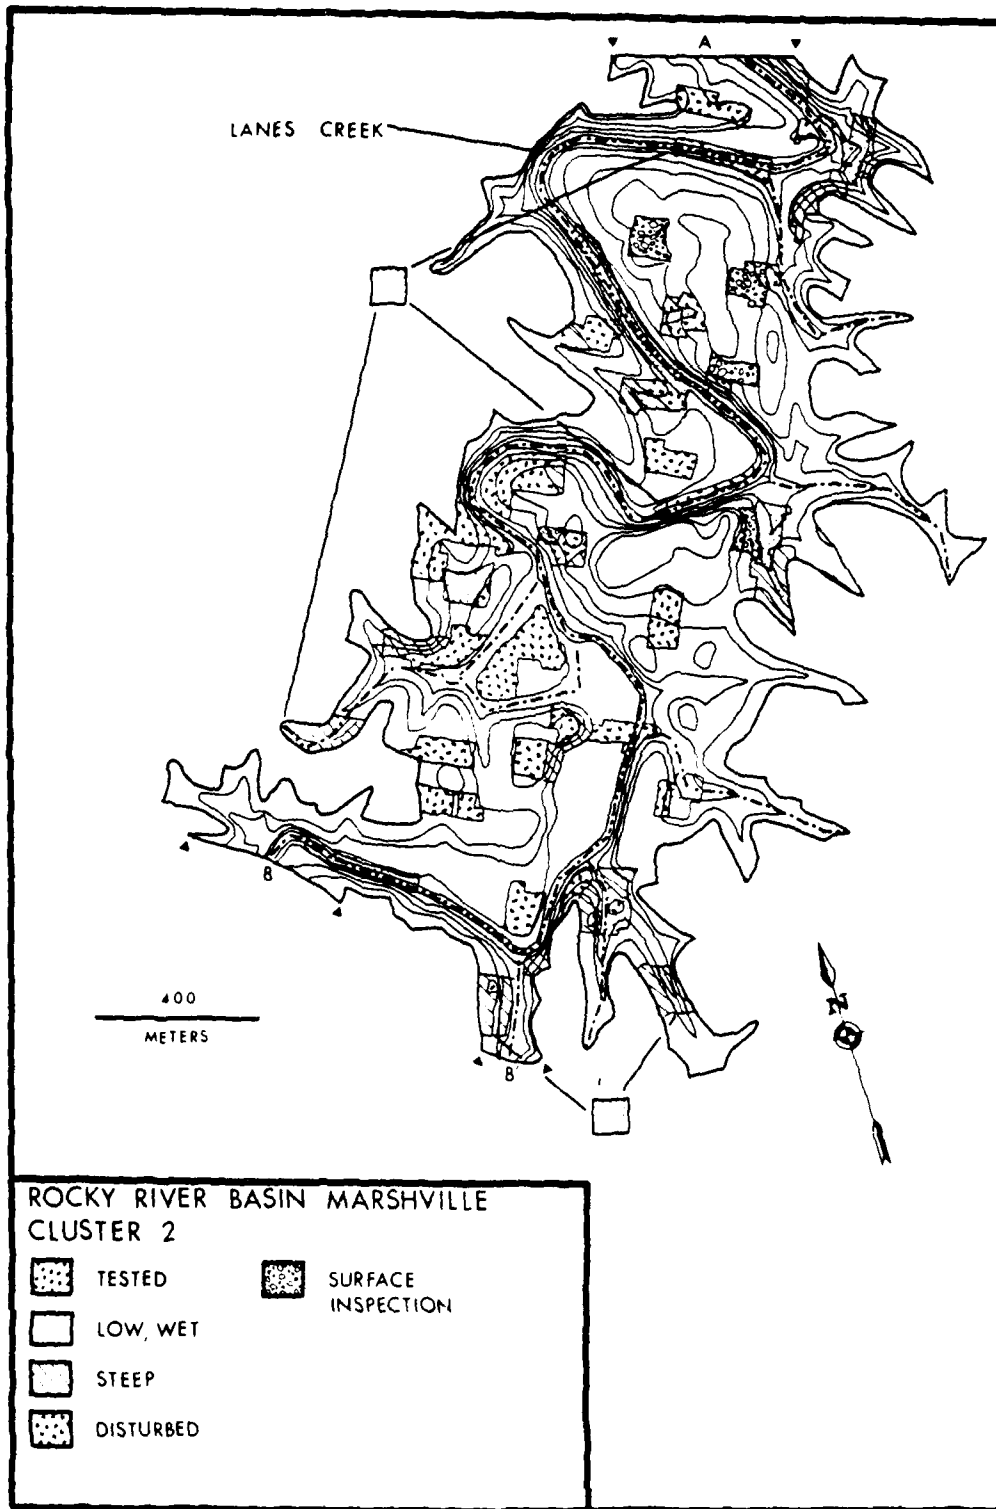 A
LANES CREEK
B
400
METERS
N
B'
ROCKY RIVER BASIN MARSHVILLE
CLUSTER 2
TESTED
SURFACE
INSPECTION
LOW, WET
STEEP
DISTURBED